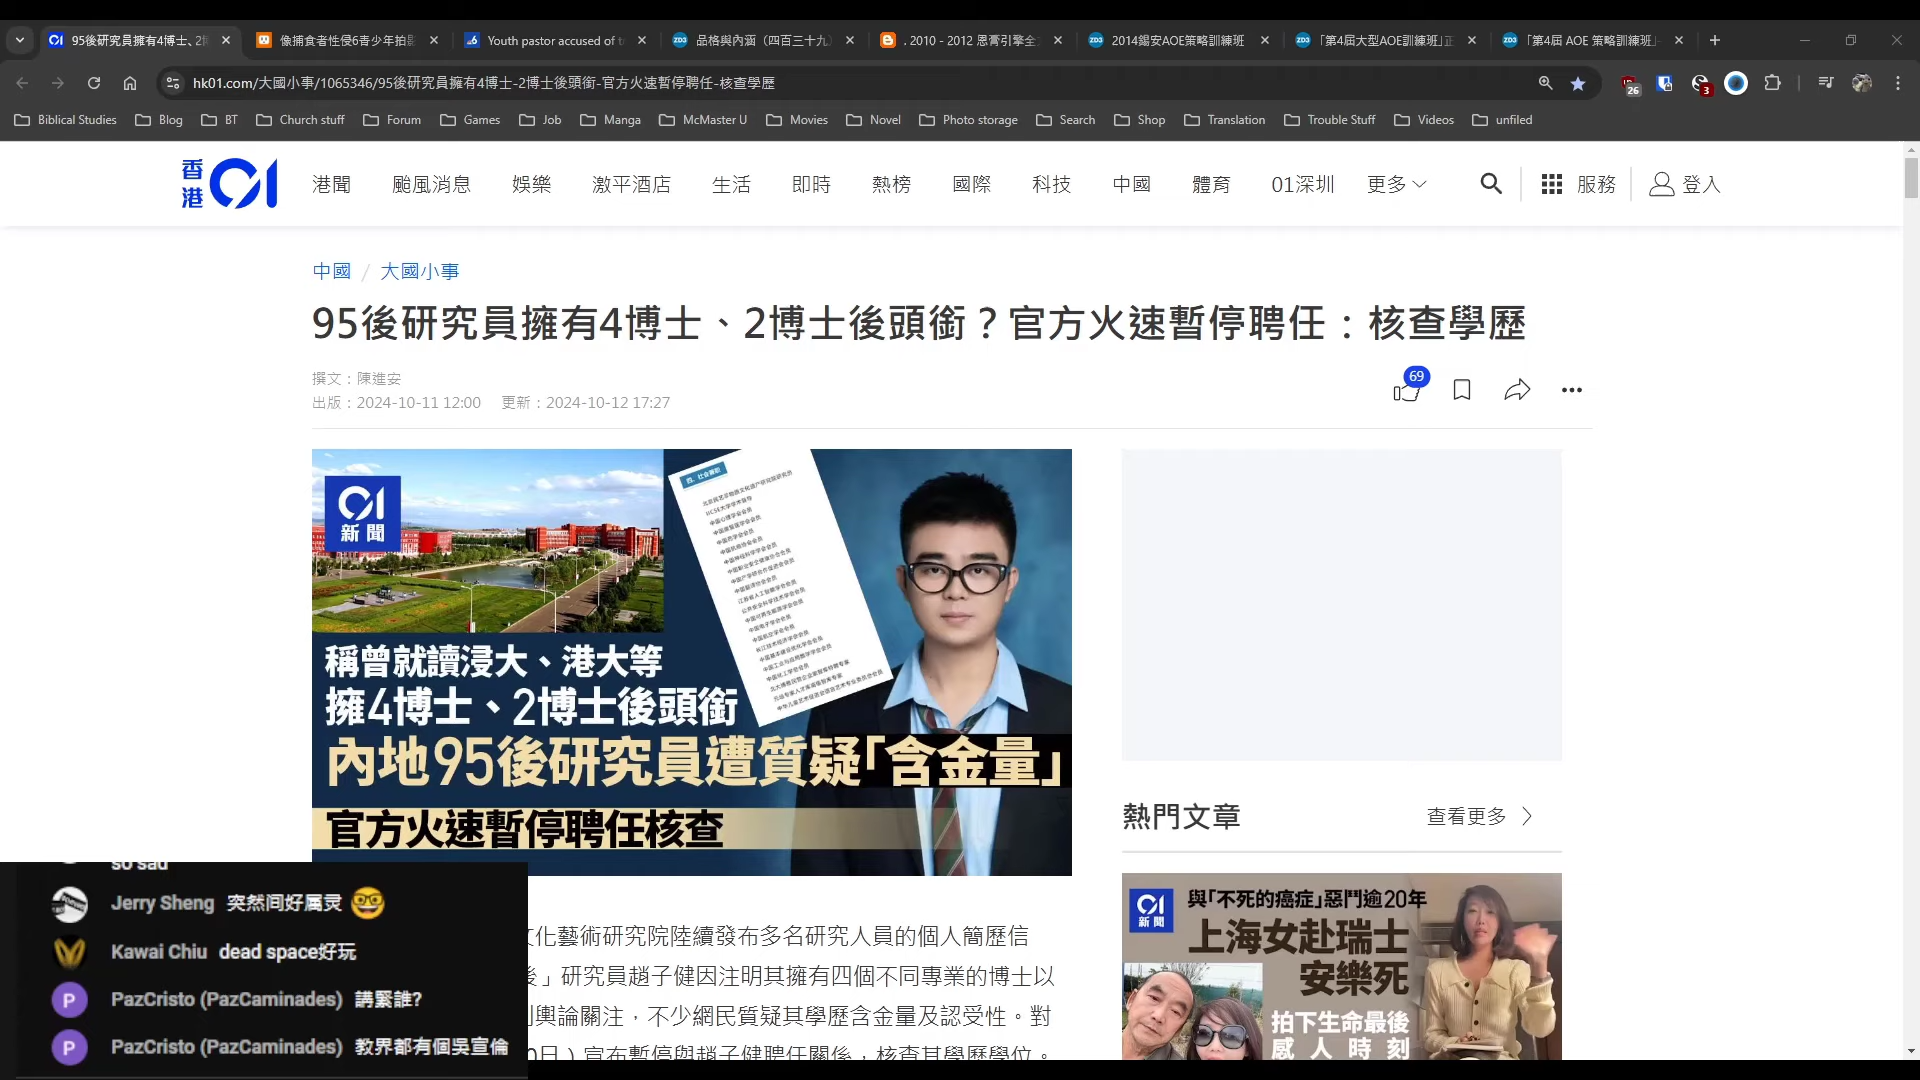 95後研究員擁有4博士、2博
像捕食者性侵6青少年拍影
Youth pastor accused of t
品格與內涵（四百三十九）
. 2010 - 2012 恩膏引擎全
2014錫安AOE策略訓練班
「第4屆大型AOE訓練班」正
「第4屆 AOE 策略訓練班」-
hk01.com/大國小事/1065346/95後研究員擁有4博士-2博士後頭銜-官方火速暫停聘任-核查學歷
26
3
Biblical Studies
Blog
BT
Church stuff
Forum
Games
Job
Manga
McMaster U
Movies
Novel
Photo storage
Search
Shop
Translation
Trouble Stuff
Videos
unfiled
香港01
港聞
颱風消息
娛樂
激平酒店
生活
即時
熱榜
國際
科技
中國
體育
01深圳
更多
服務
登入
中國 / 大國小事
95後研究員擁有4博士、2博士後頭銜？官方火速暫停聘任：核查學歷
撰文：陳進安
出版：2024-10-11 12:00 更新：2024-10-12 17:27
69
01
新聞
四、社会兼职
稱曾就讀浸大、港大等
擁4博士、2博士後頭銜
內地95後研究員遭質疑「含金量」
官方火速暫停聘任核查
熱門文章
查看更多
01
新聞
與「不死的癌症」惡鬥逾20年
上海女赴瑞士
安樂死
拍下生命最後
感人時刻
文化藝術研究院陸續發布多名研究人員的個人簡歷信
後」研究員趙子健因注明其擁有四個不同專業的博士以
輿論關注，不少網民質疑其學歷含金量及認受性。對
0日）宣布暫停與趙子健聘任關係，核查其學歷學位。
so sad
Jerry Sheng 突然间好属灵
Kawai Chiu dead space好玩
P PazCristo (PazCaminades) 講緊誰?
P PazCristo (PazCaminades) 教界都有個吳宣倫